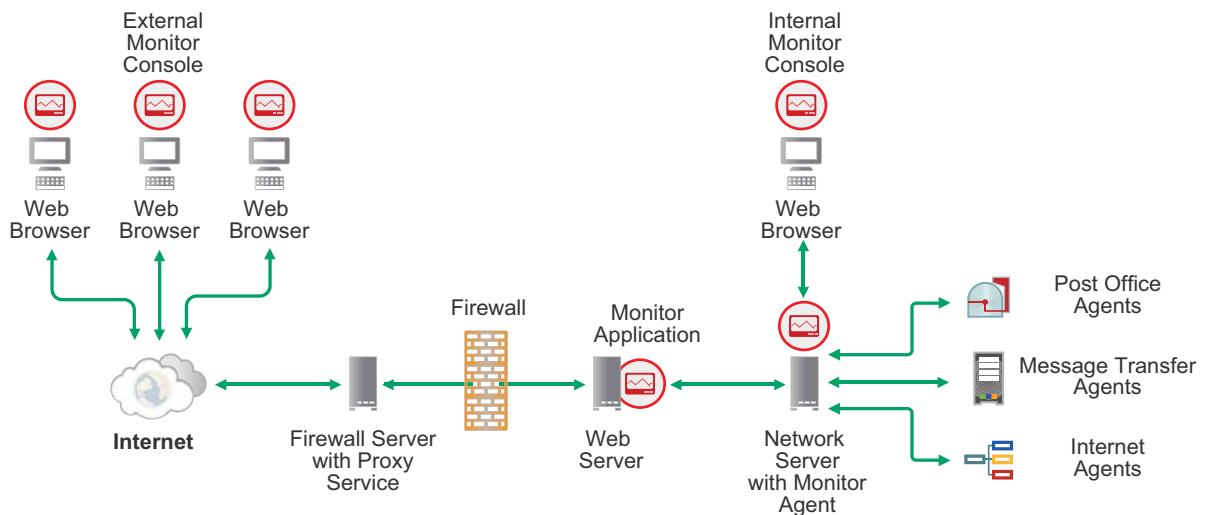 External
Monitor
Console
Internal
Monitor
Console
Web
Browser
Web
Browser
Web
Browser
Web
Browser
Firewall
Monitor
Application
Post Office
Agents
Message Transfer
Agents
Internet
Agents
Internet
Firewall Server
with Proxy
Service
Web
Server
Network
Server
with Monitor
Agent